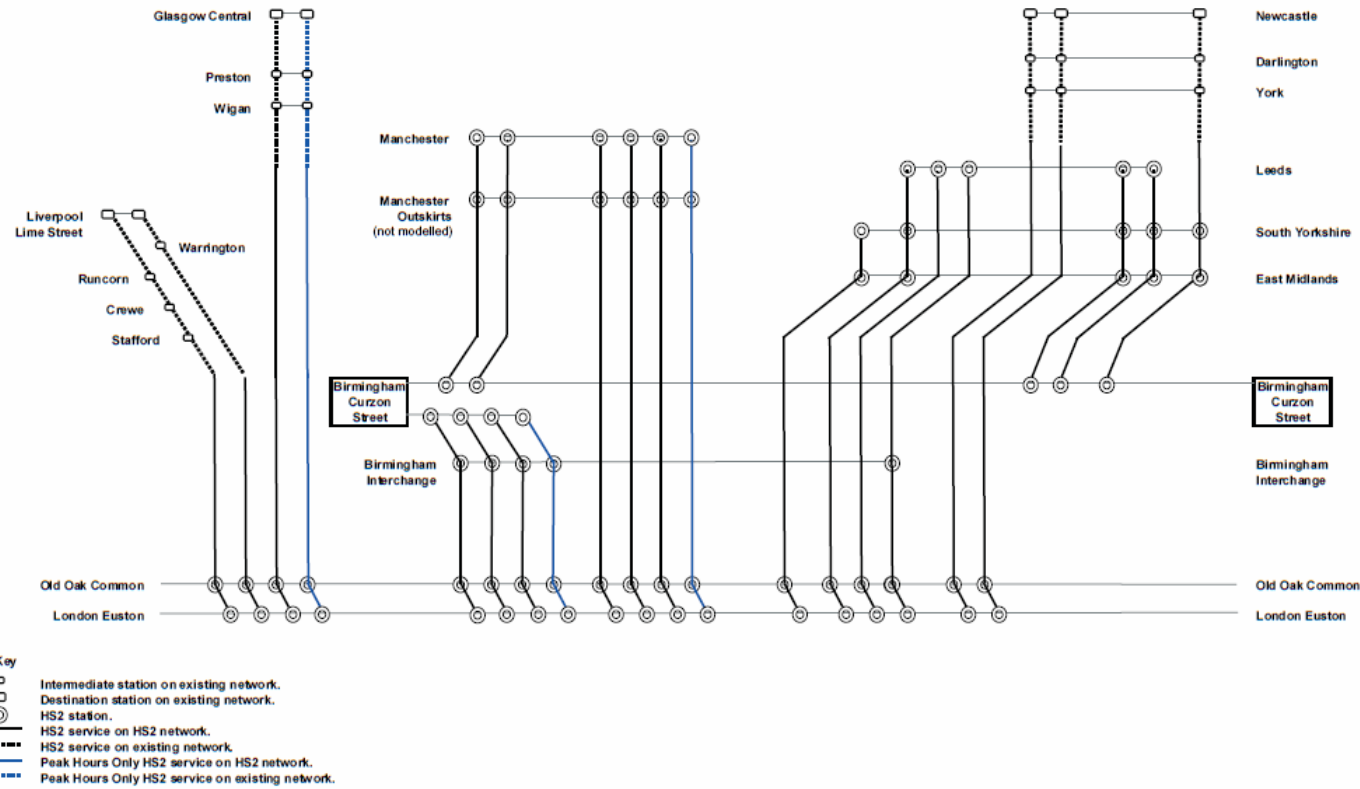 Glasgow Central
Preston
Wigan
Manchester
Manchester
Outskirts
(not modelled)
Liverpool
Lime Street
Warrington
Runcorn
Crewe
Stafford
Birmingham
Curzon
Street
Birmingham
Interchange
Old Oak Common
London Euston
Newcastle
Darlington
York
Leeds
South Yorkshire
East Midlands
Birmingham
Curzon
Street
Birmingham
Interchange
Old Oak Common
London Euston
Key
Intermediate station on existing network.
Destination station on existing network.
HS2 station.
HS2 service on HS2 network.
HS2 service on existing network.
Peak Hours Only HS2 service on HS2 network.
Peak Hours Only HS2 service on existing network.